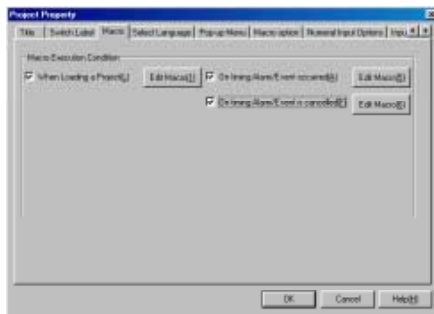 Project Property
Title Switch Label Macro Select Language Pop-up Menu Macro option Numeral Input Options Input
Macro Execution Condition
When Loading a Project(L) Edit Macro(1) On timing Alarm/Event occurred(A) Edit Macro
On timing Alarm/Event is cancelled Edit Macro
OK Cancel Help(H)